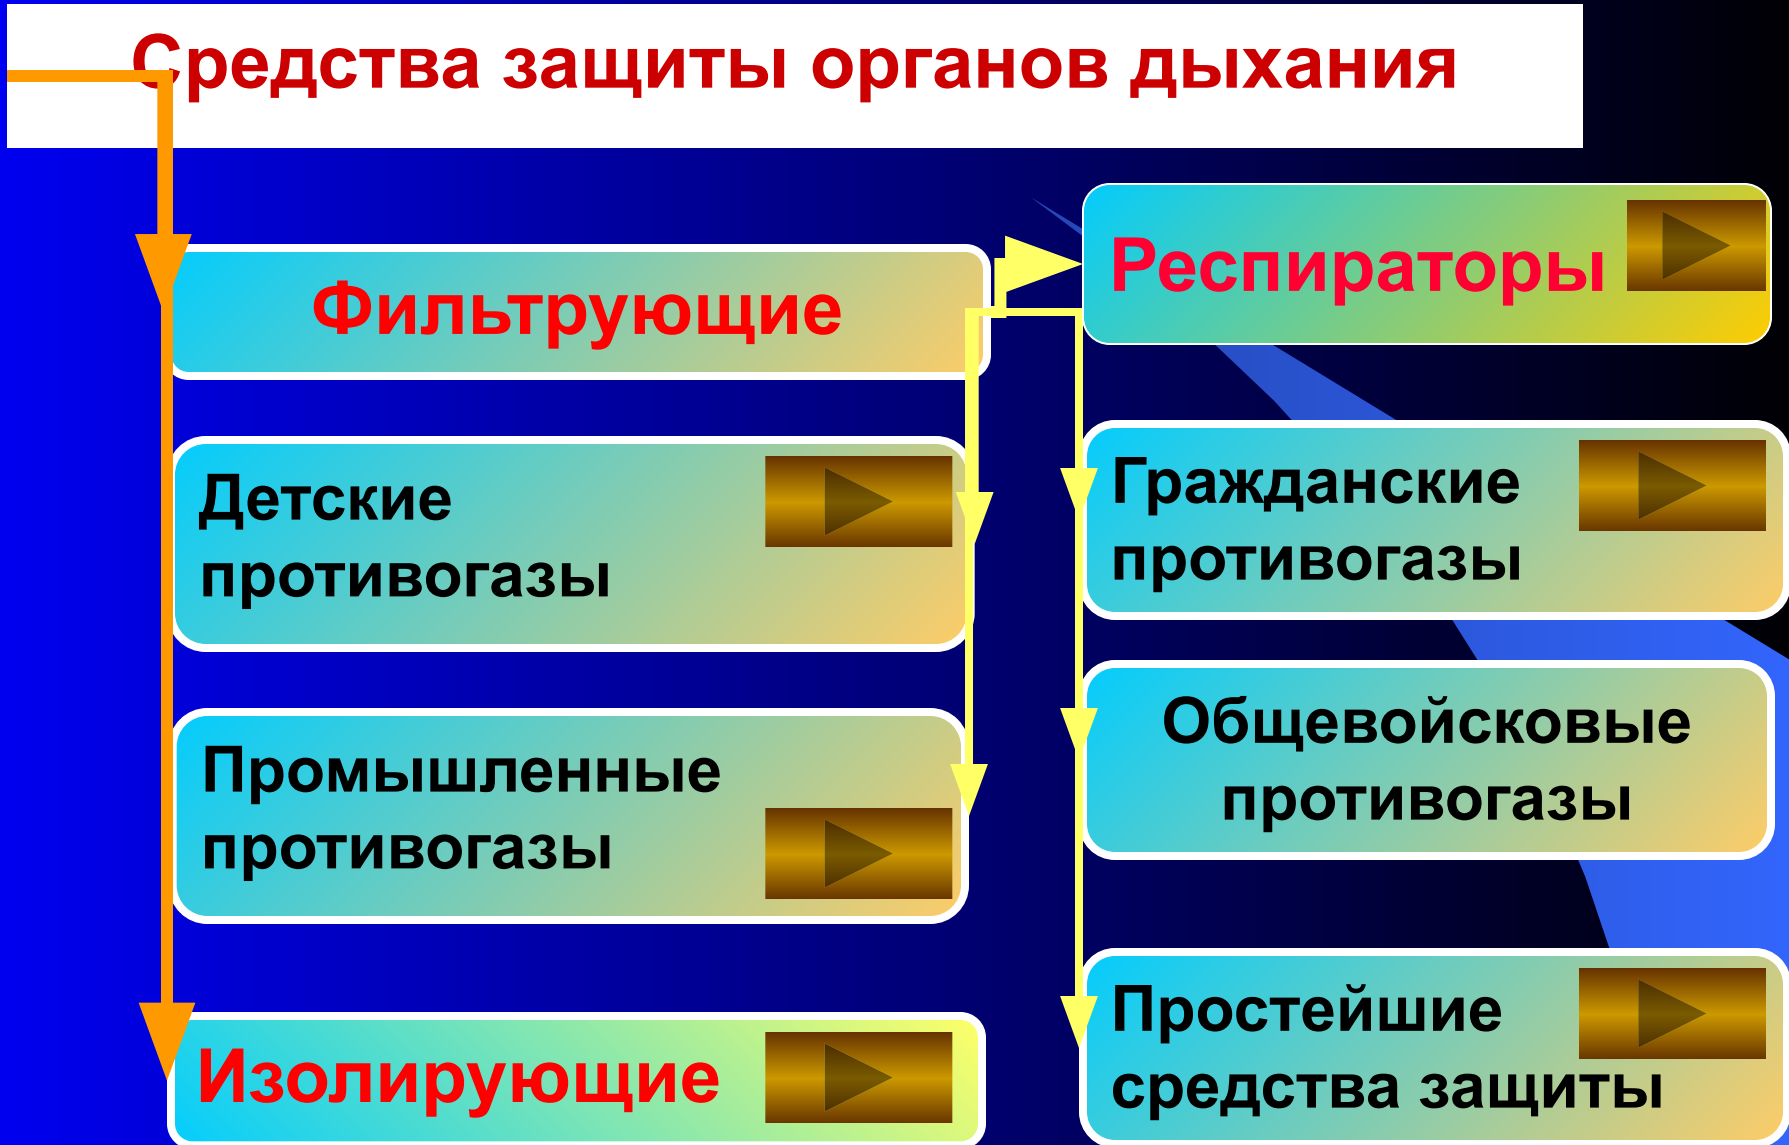 Средства защиты органов дыхания
Фильтрующие
Респираторы
Детские
противогазы
Гражданские
противогазы
Промышленные
противогазы
Общевойсковые
противогазы
Изолирующие
Простейшие
средства защиты